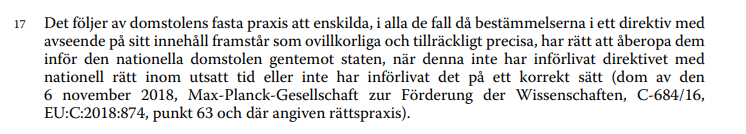 17 Det följer av domstolens fasta praxis att enskilda, i alla de fall då bestämmelserna i ett direktiv med
avseende på sitt innehåll framstår som ovillkorliga och tillräckligt precisa, har rätt att åberopa dem
inför den nationella domstolen gentemot staten, när denna inte har införlivat direktivet med
nationell rätt inom utsatt tid eller inte har införlivat det på ett korrekt sätt (dom av den
6 november 2018, Max-Planck-Gesellschaft zur Förderung der Wissenschaften, C-684/16,
EU:C:2018:874, punkt 63 och där angiven rättspraxis).